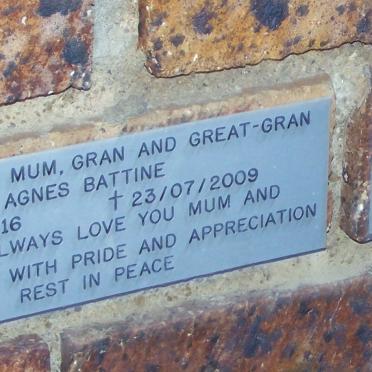 MUM, GRAN AND GREAT-GRAN
AGNES BATTINE
16 † 23/07/2009
LWAYS LOVE YOU MUM AND
WITH PRIDE AND APPRECIATION
REST IN PEACE